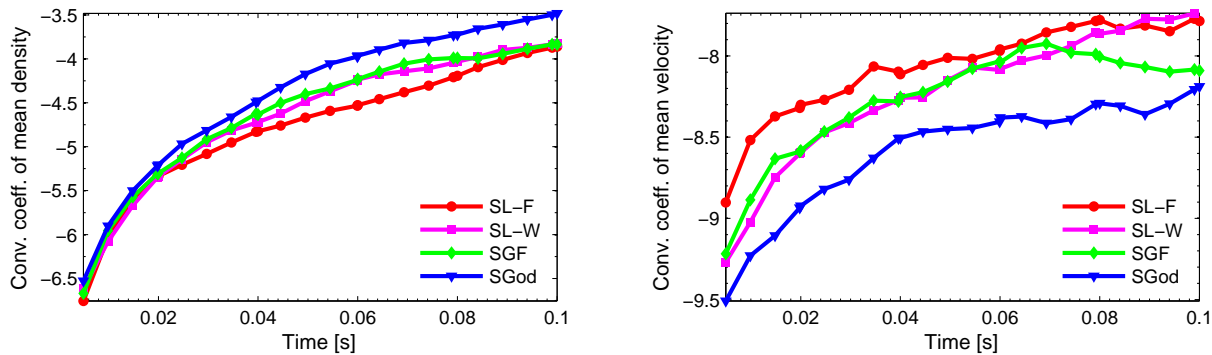 Conv. coeff. of mean density
−3.5
−4
−4.5
−5
−5.5
−6
−6.5
0.02
0.04
0.06
0.08
0.1
Time [s]
SL−F
SL−W
SGF
SGod
Conv. coeff. of mean velocity
−8
−8.5
−9
−9.5
0.02
0.04
0.06
0.08
0.1
Time [s]
SL−F
SL−W
SGF
SGod